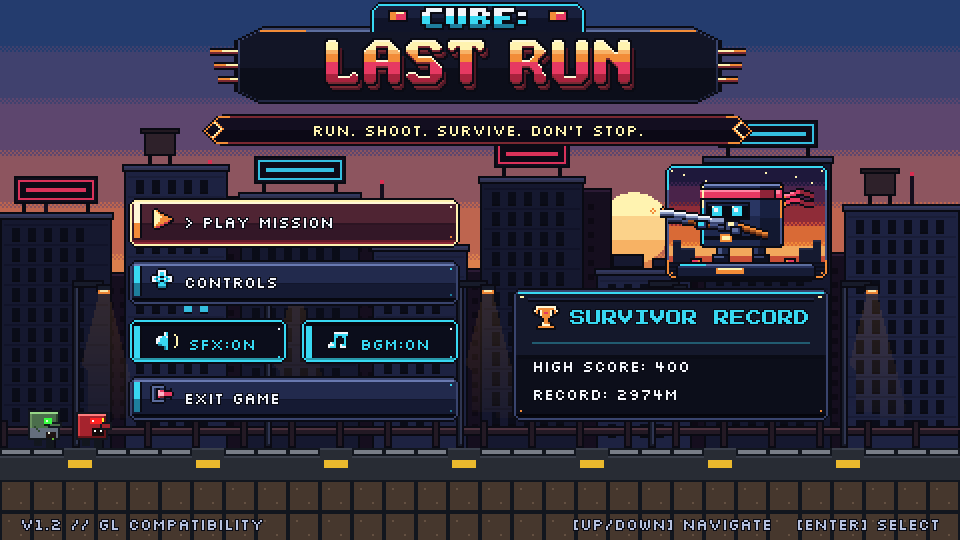 CUBE:
LAST RUN
RUN. SHOOT. SURVIVE. DON'T STOP.
> PLAY MISSION
CONTROLS
SFX:ON
BGM:ON
EXIT GAME
SURVIVOR RECORD
HIGH SCORE: 400
RECORD: 2974M
V1.2 // GL COMPATIBILITY
[UP/DOWN] NAVIGATE [ENTER] SELECT